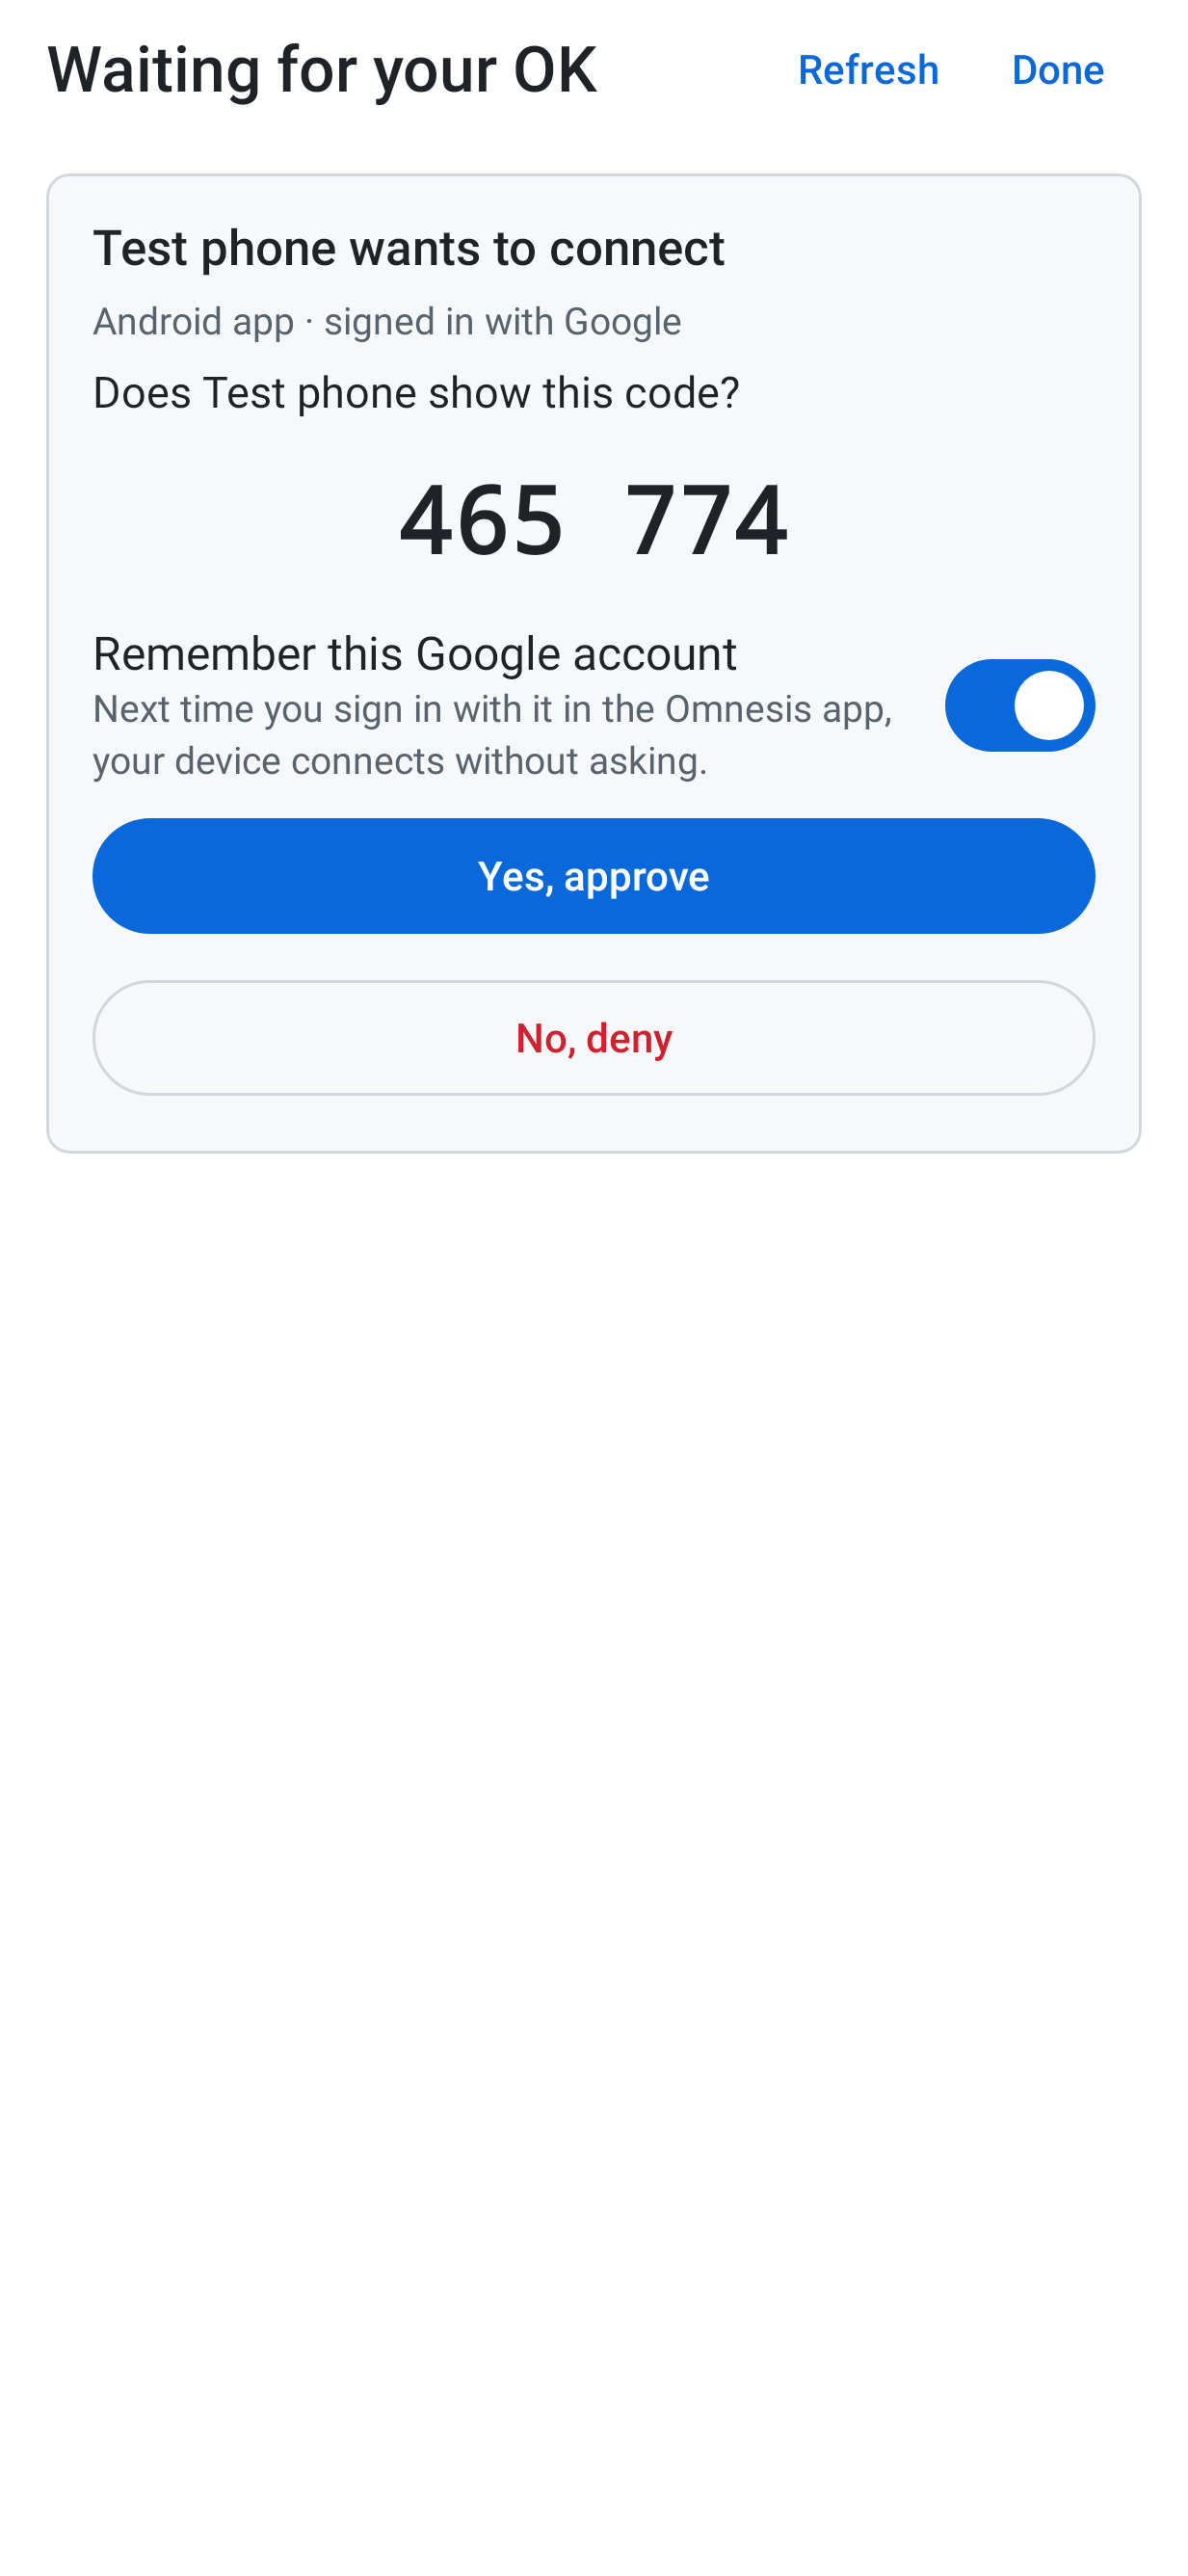 Waiting for your OK
Refresh
Done
Test phone wants to connect
Android app · signed in with Google
Does Test phone show this code?
465 774
Remember this Google account
Next time you sign in with it in the Omnesis app,
your device connects without asking.
Yes, approve
No, deny